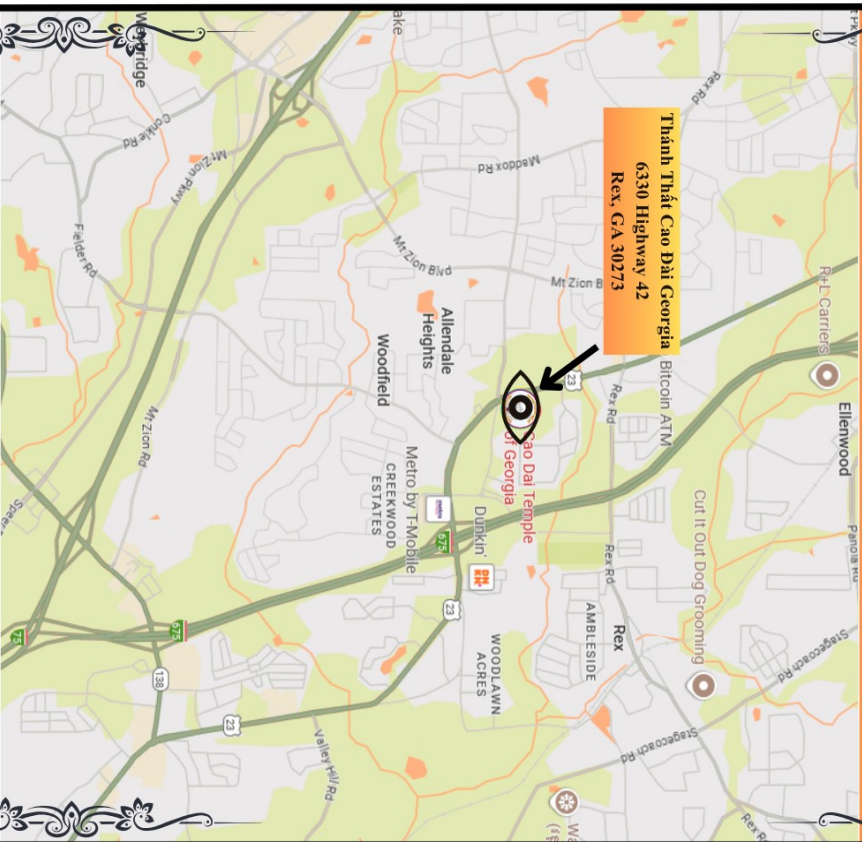 Thánh Thất Cao Đài Georgia
6330 Highway 42
Rex, GA 30273
Rex Rd
Maddox Rd
Mt Zion Blvd
Mt Zion B
R+L Carriers
Ellenwood
Bitcoin ATM
23
Rex Rd
Cao Dai Temple
of Georgia
Allendale
Heights
Woodfield
Conkle Rd
Mt Zion Pkwy
Fielder Rd
Mt Zion Rd
Metro by T-Mobile
metro
CREEKWOOD
ESTATES
675
Dunkin'
23
Rex Rd
Cut It Out Dog Grooming
Panola Rd
Stagecoach Rd
Rex
AMBLESIDE
WOODLAWN
ACRES
Stagecoach Rd
675
75
138
23
Valley Hill Rd
Rex R